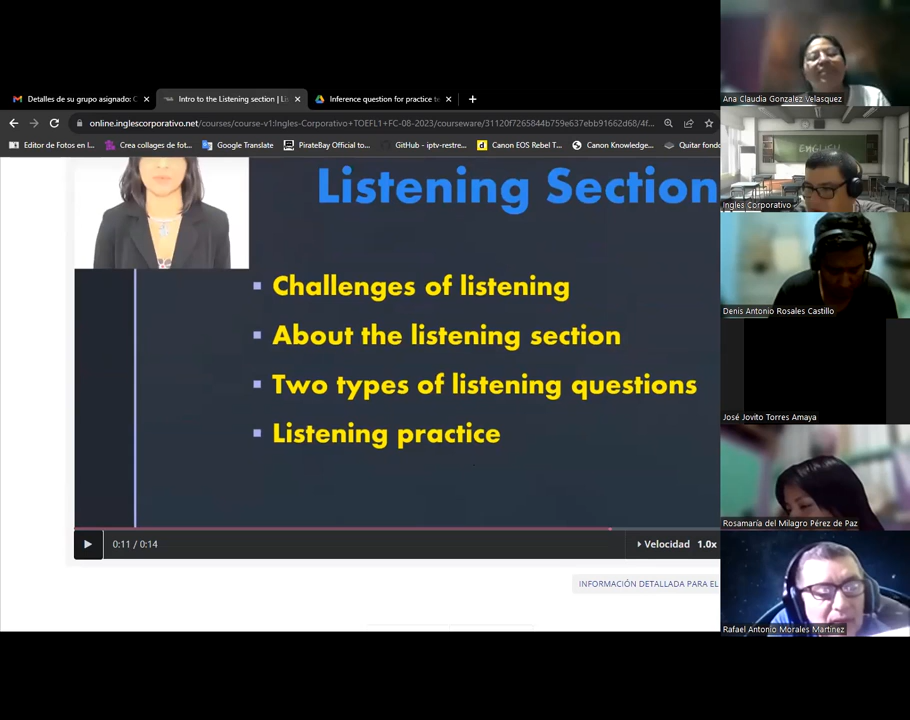 Detalles de su grupo asignado: C
Intro to the Listening section | Li
Inference question for practice te
online.inglescorporativo.net/courses/course-v1:Ingles-Corporativo+TOEFL1+FC-08-2023/courseware/31120f7265844b759e637ebb91662d68/4f...
Editor de Fotos en l...
Crea collages de fot...
Google Translate
PirateBay Official to...
GitHub - iptv-restre...
Canon EOS Rebel T...
Canon Knowledge...
Quitar fondo
Listening Section
Challenges of listening
About the listening section
Two types of listening questions
Listening practice
0:11 / 0:14
Velocidad 1.0x
INFORMACIÓN DETALLADA PARA EL
Ana Claudia Gonzalez Velasquez
ENGLISH
Ingles Corporativo
Denis Antonio Rosales Castillo
José Jovito Torres Amaya
Rosamaría del Milagro Pérez de Paz
Rafael Antonio Morales Martinez